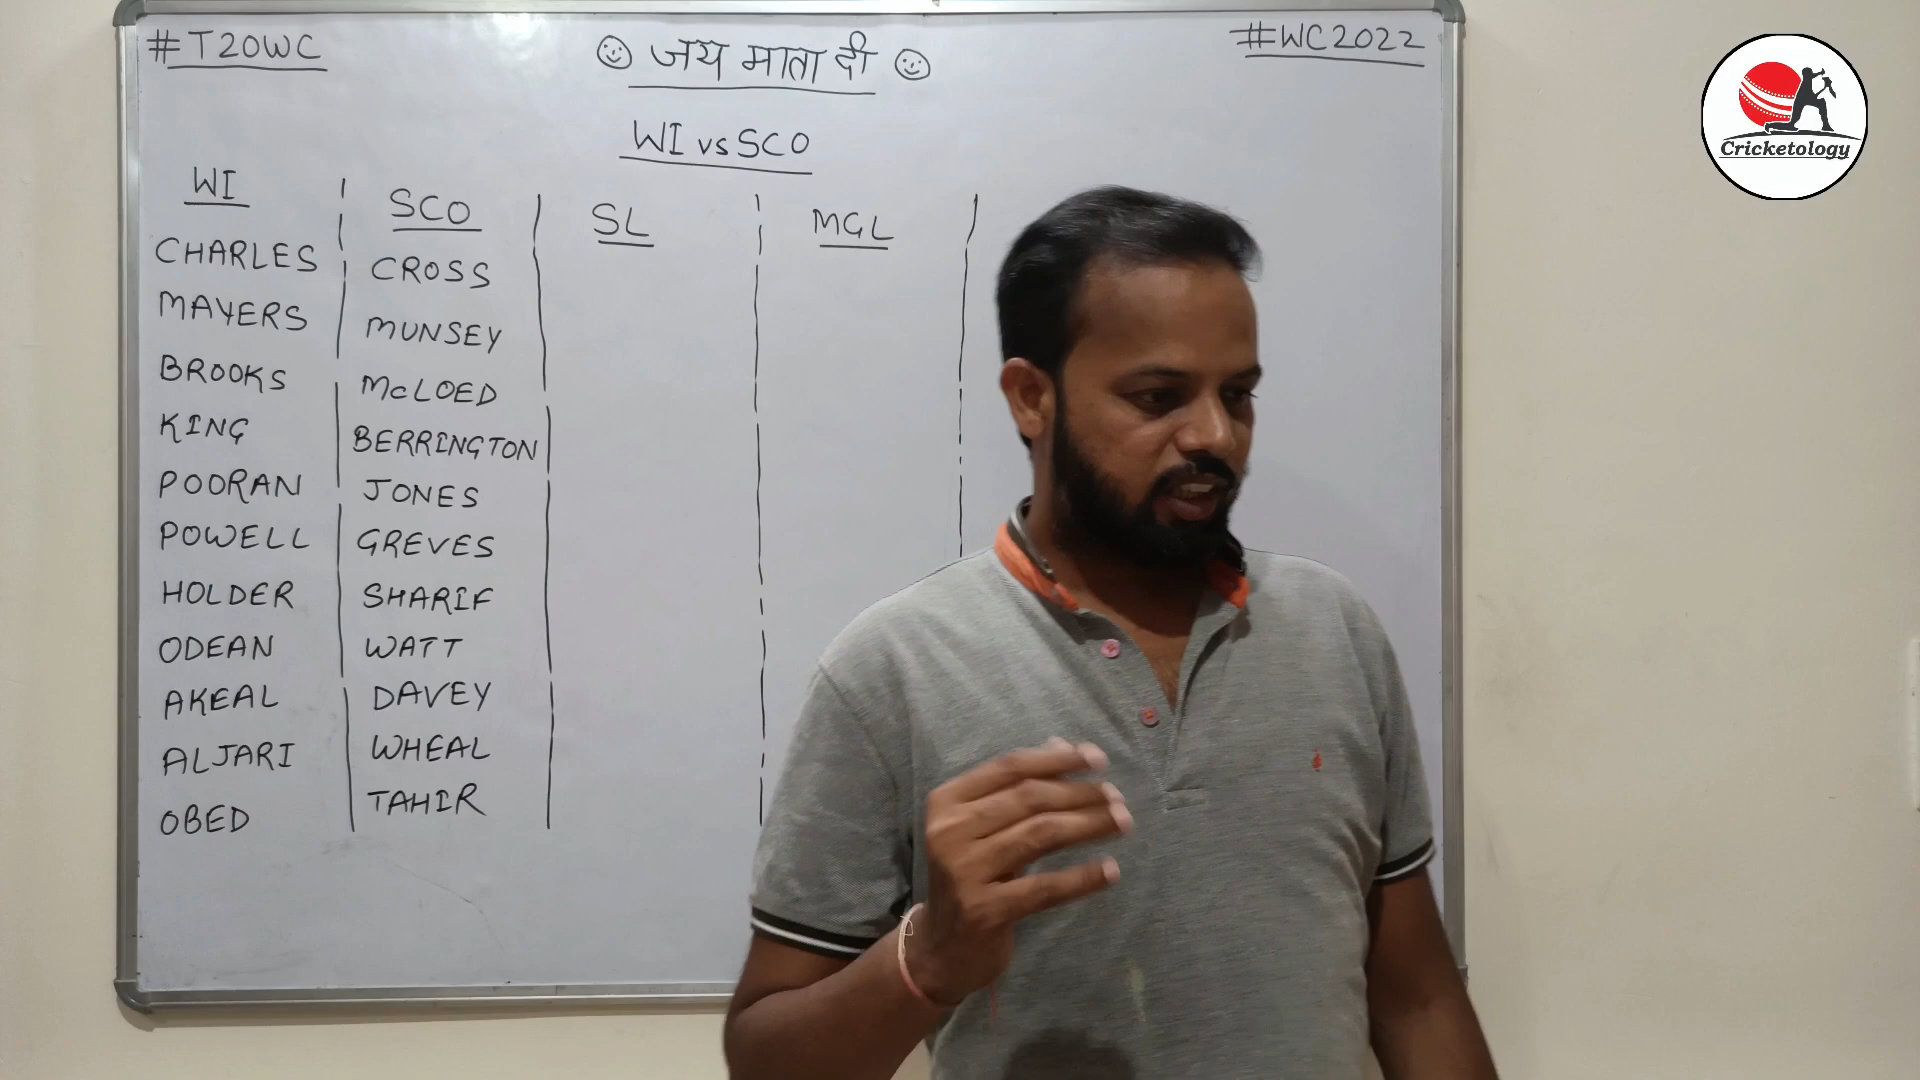 #T20WC
जय माता दी
#WC2022
WI vs SCO
WI
CHARLES
MAYERS
BROOKS
KING
POORAN
POWELL
HOLDER
ODEAN
AKEAL
ALJARI
OBED
SCO
CROSS
MUNSEY
McLOED
BERRINGTON
JONES
GREVES
SHARIF
WATT
DAVEY
WHEAL
TAHIR
SL
MGL
Cricketology